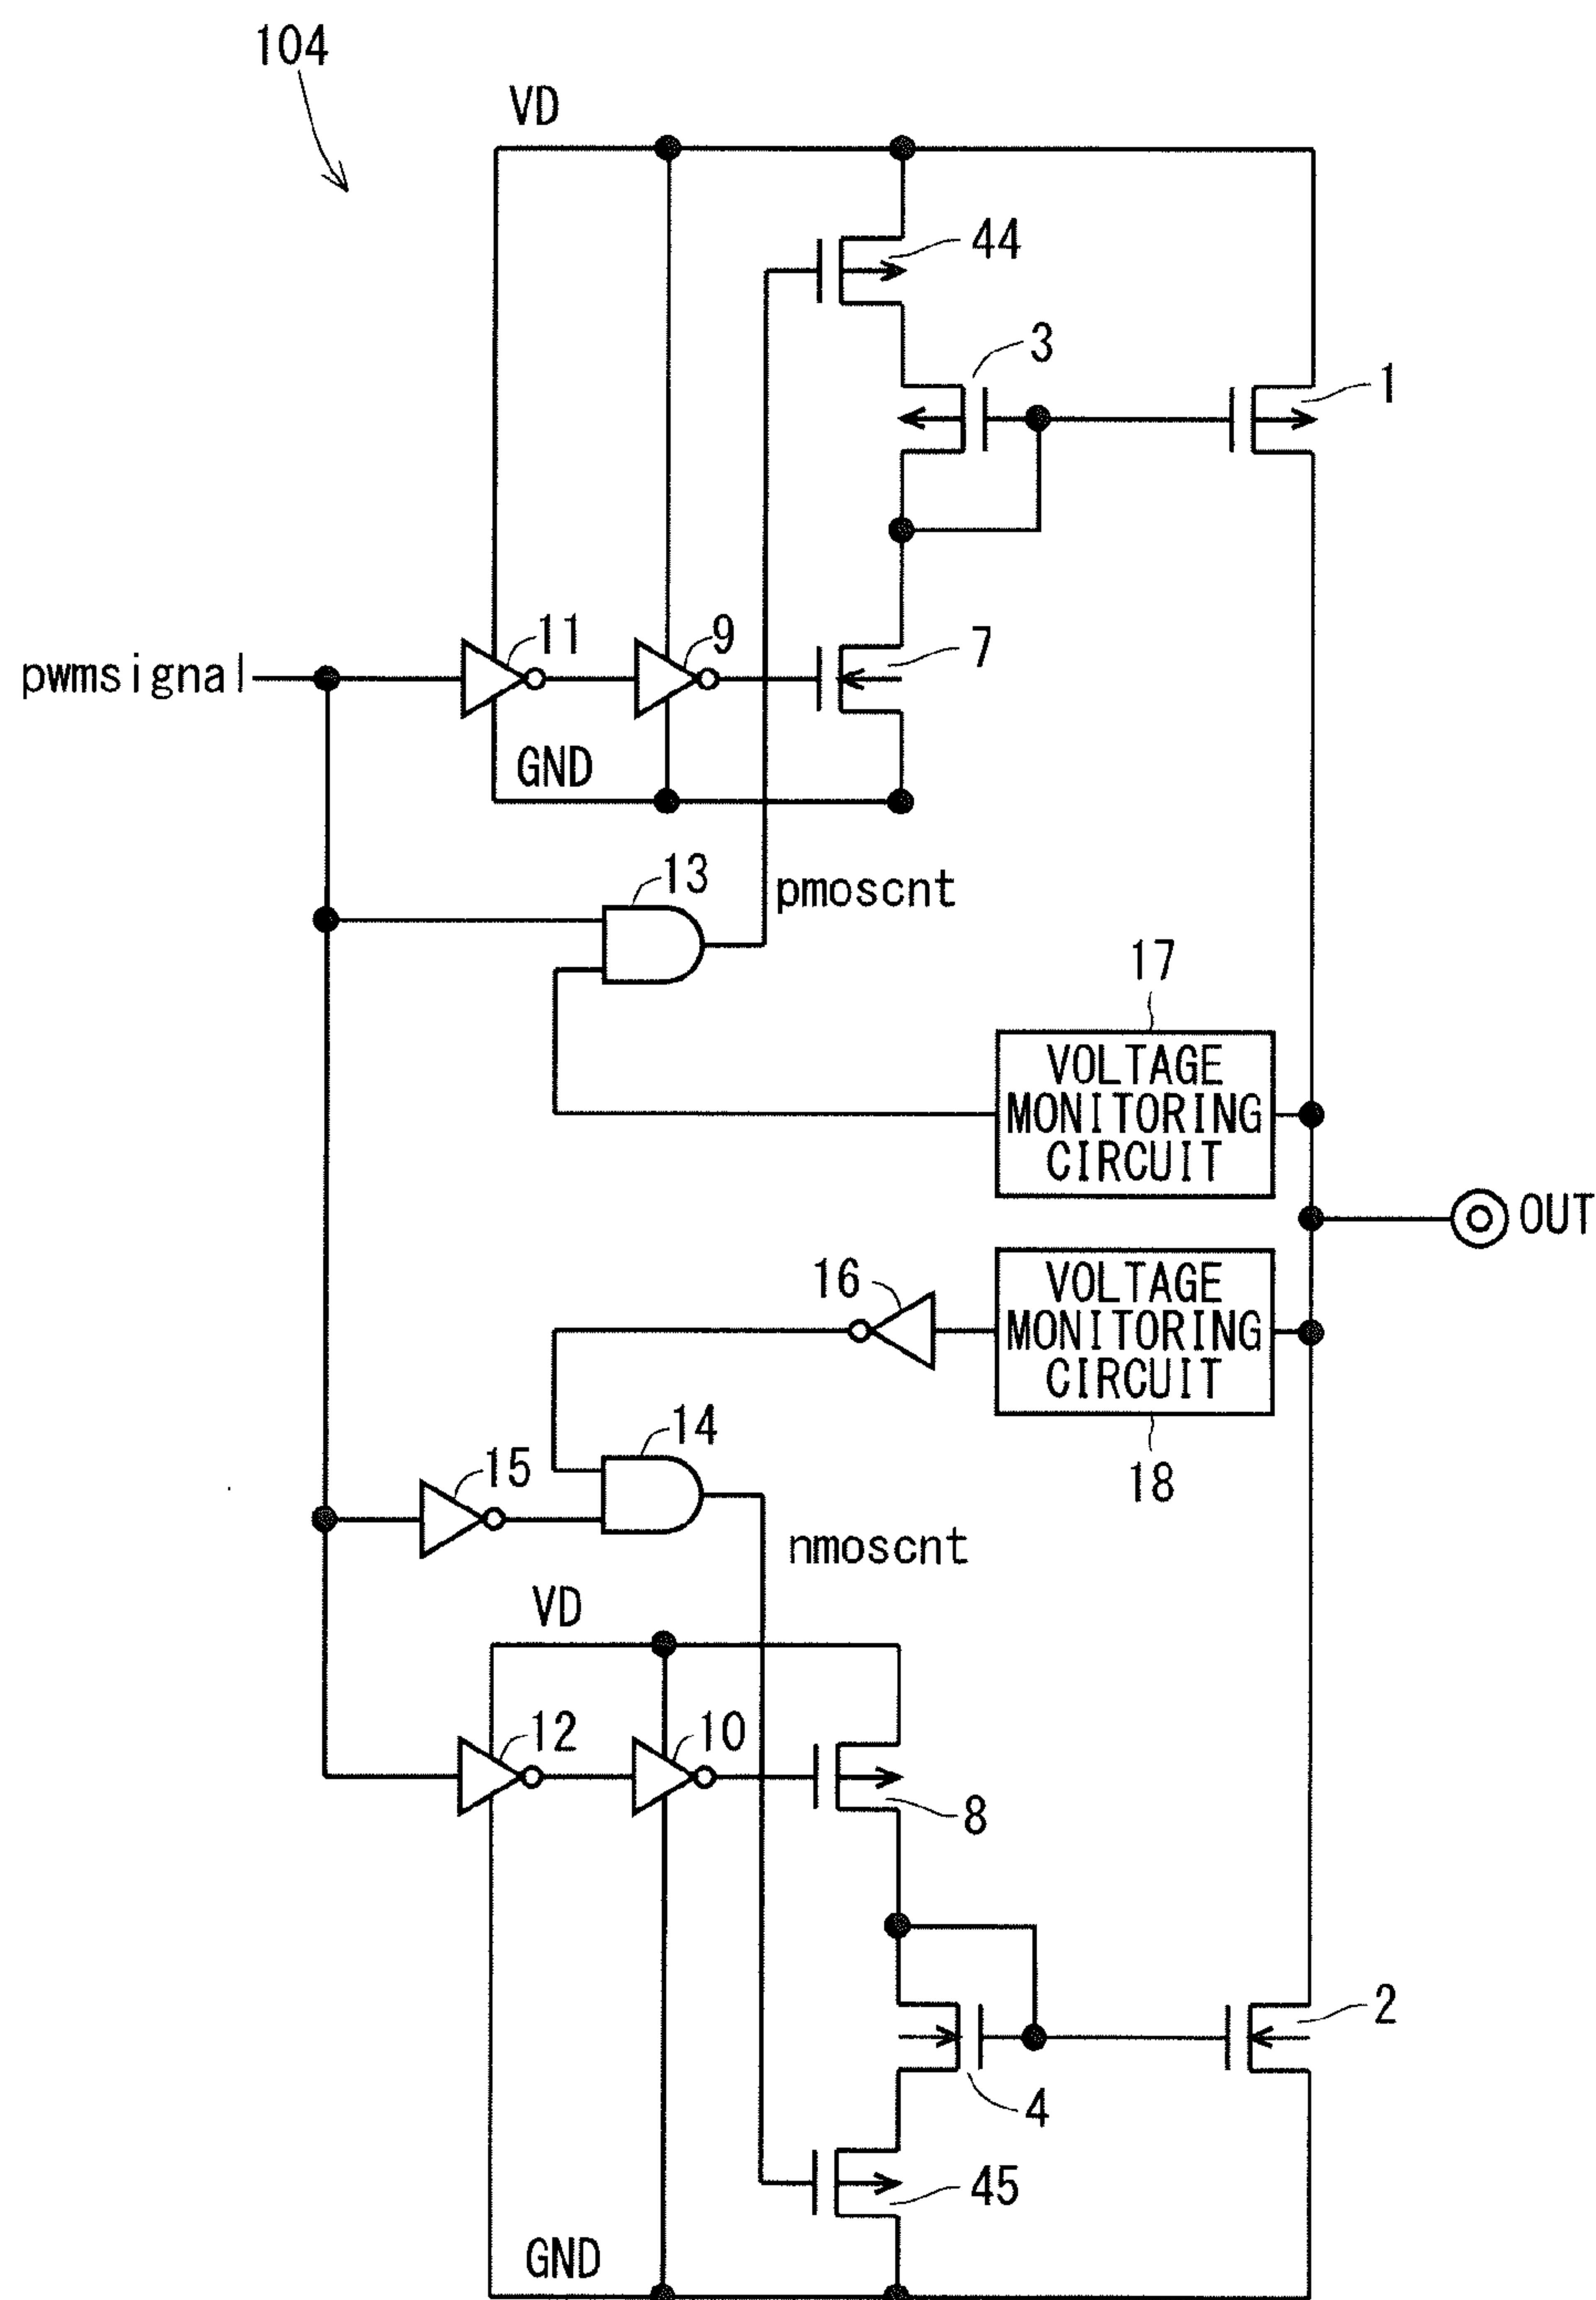 104
VD
44
3
1
11
9
7
pwmsignal
GND
13
pmoscnt
17
VOLTAGE
MONITORING
CIRCUIT
OUT
16
VOLTAGE
MONITORING
CIRCUIT
14
15
18
nmoscnt
VD
12
10
8
2
4
45
GND